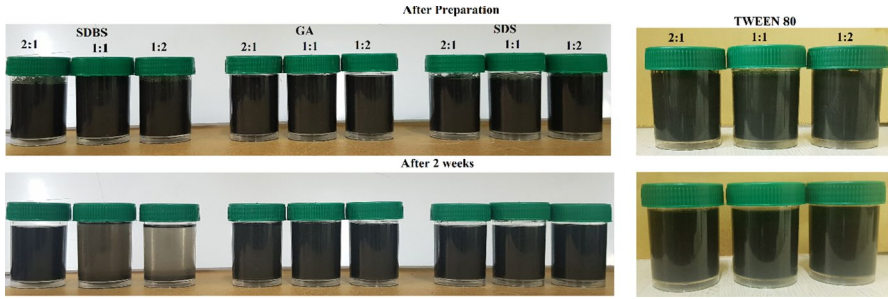 After Preparation
SDBS GA SDS TWEEN 80
2:1 1:1 1:2 2:1 1:1 1:2 2:1 1:1 1:2 2:1 1:1 1:2
After 2 weeks